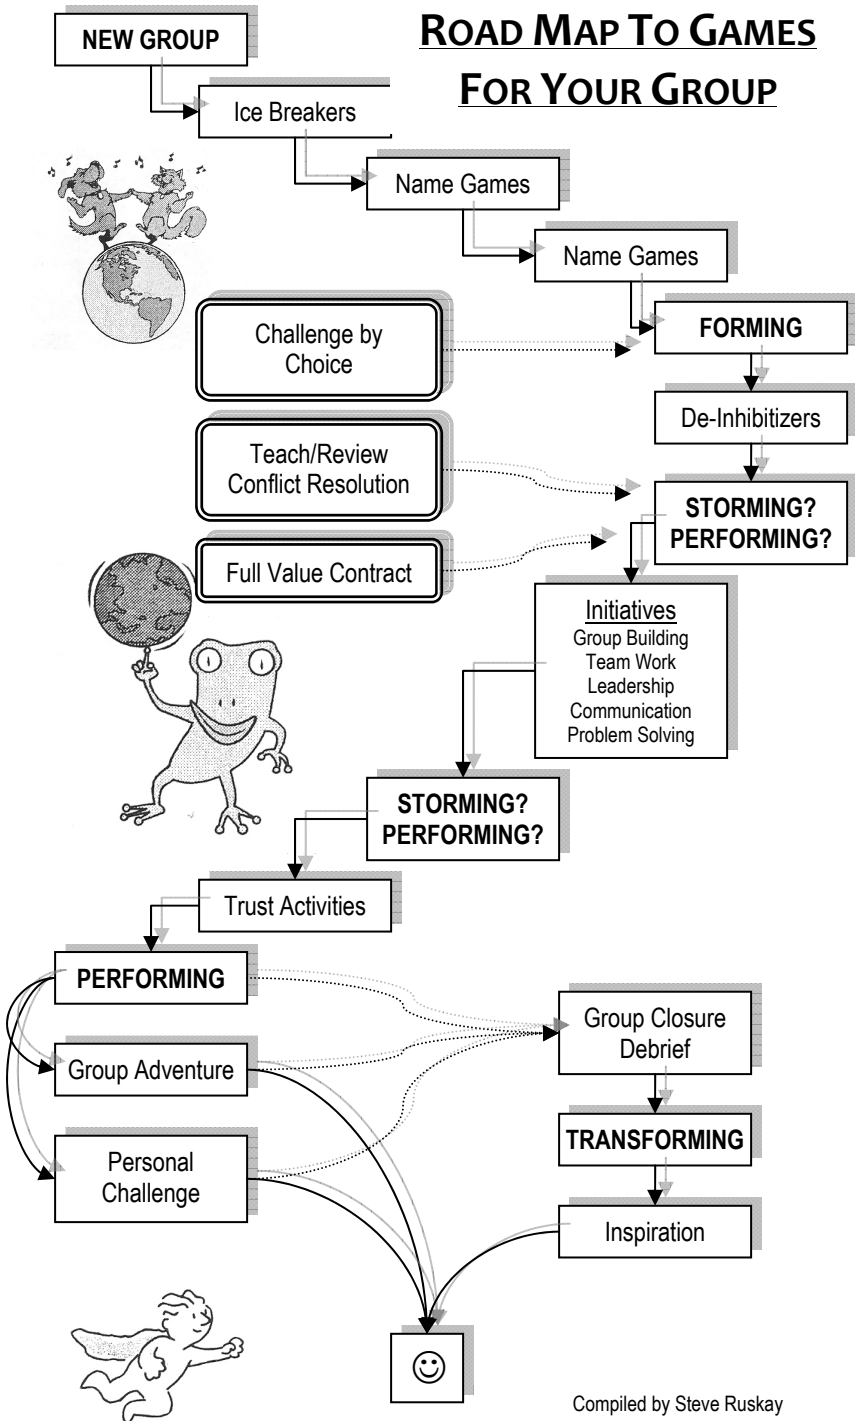 ROAD MAP TO GAMES
FOR YOUR GROUP
NEW GROUP
Ice Breakers
Name Games
Name Games
Challenge by
Choice
FORMING
De-Inhibitizers
Teach/Review
Conflict Resolution
STORMING?
PERFORMING?
Full Value Contract
Initiatives
Group Building
Team Work
Leadership
Communication
Problem Solving
STORMING?
PERFORMING?
Trust Activities
PERFORMING
Group Closure
Debrief
Group Adventure
TRANSFORMING
Personal
Challenge
Inspiration
☺
Compiled by Steve Ruskay